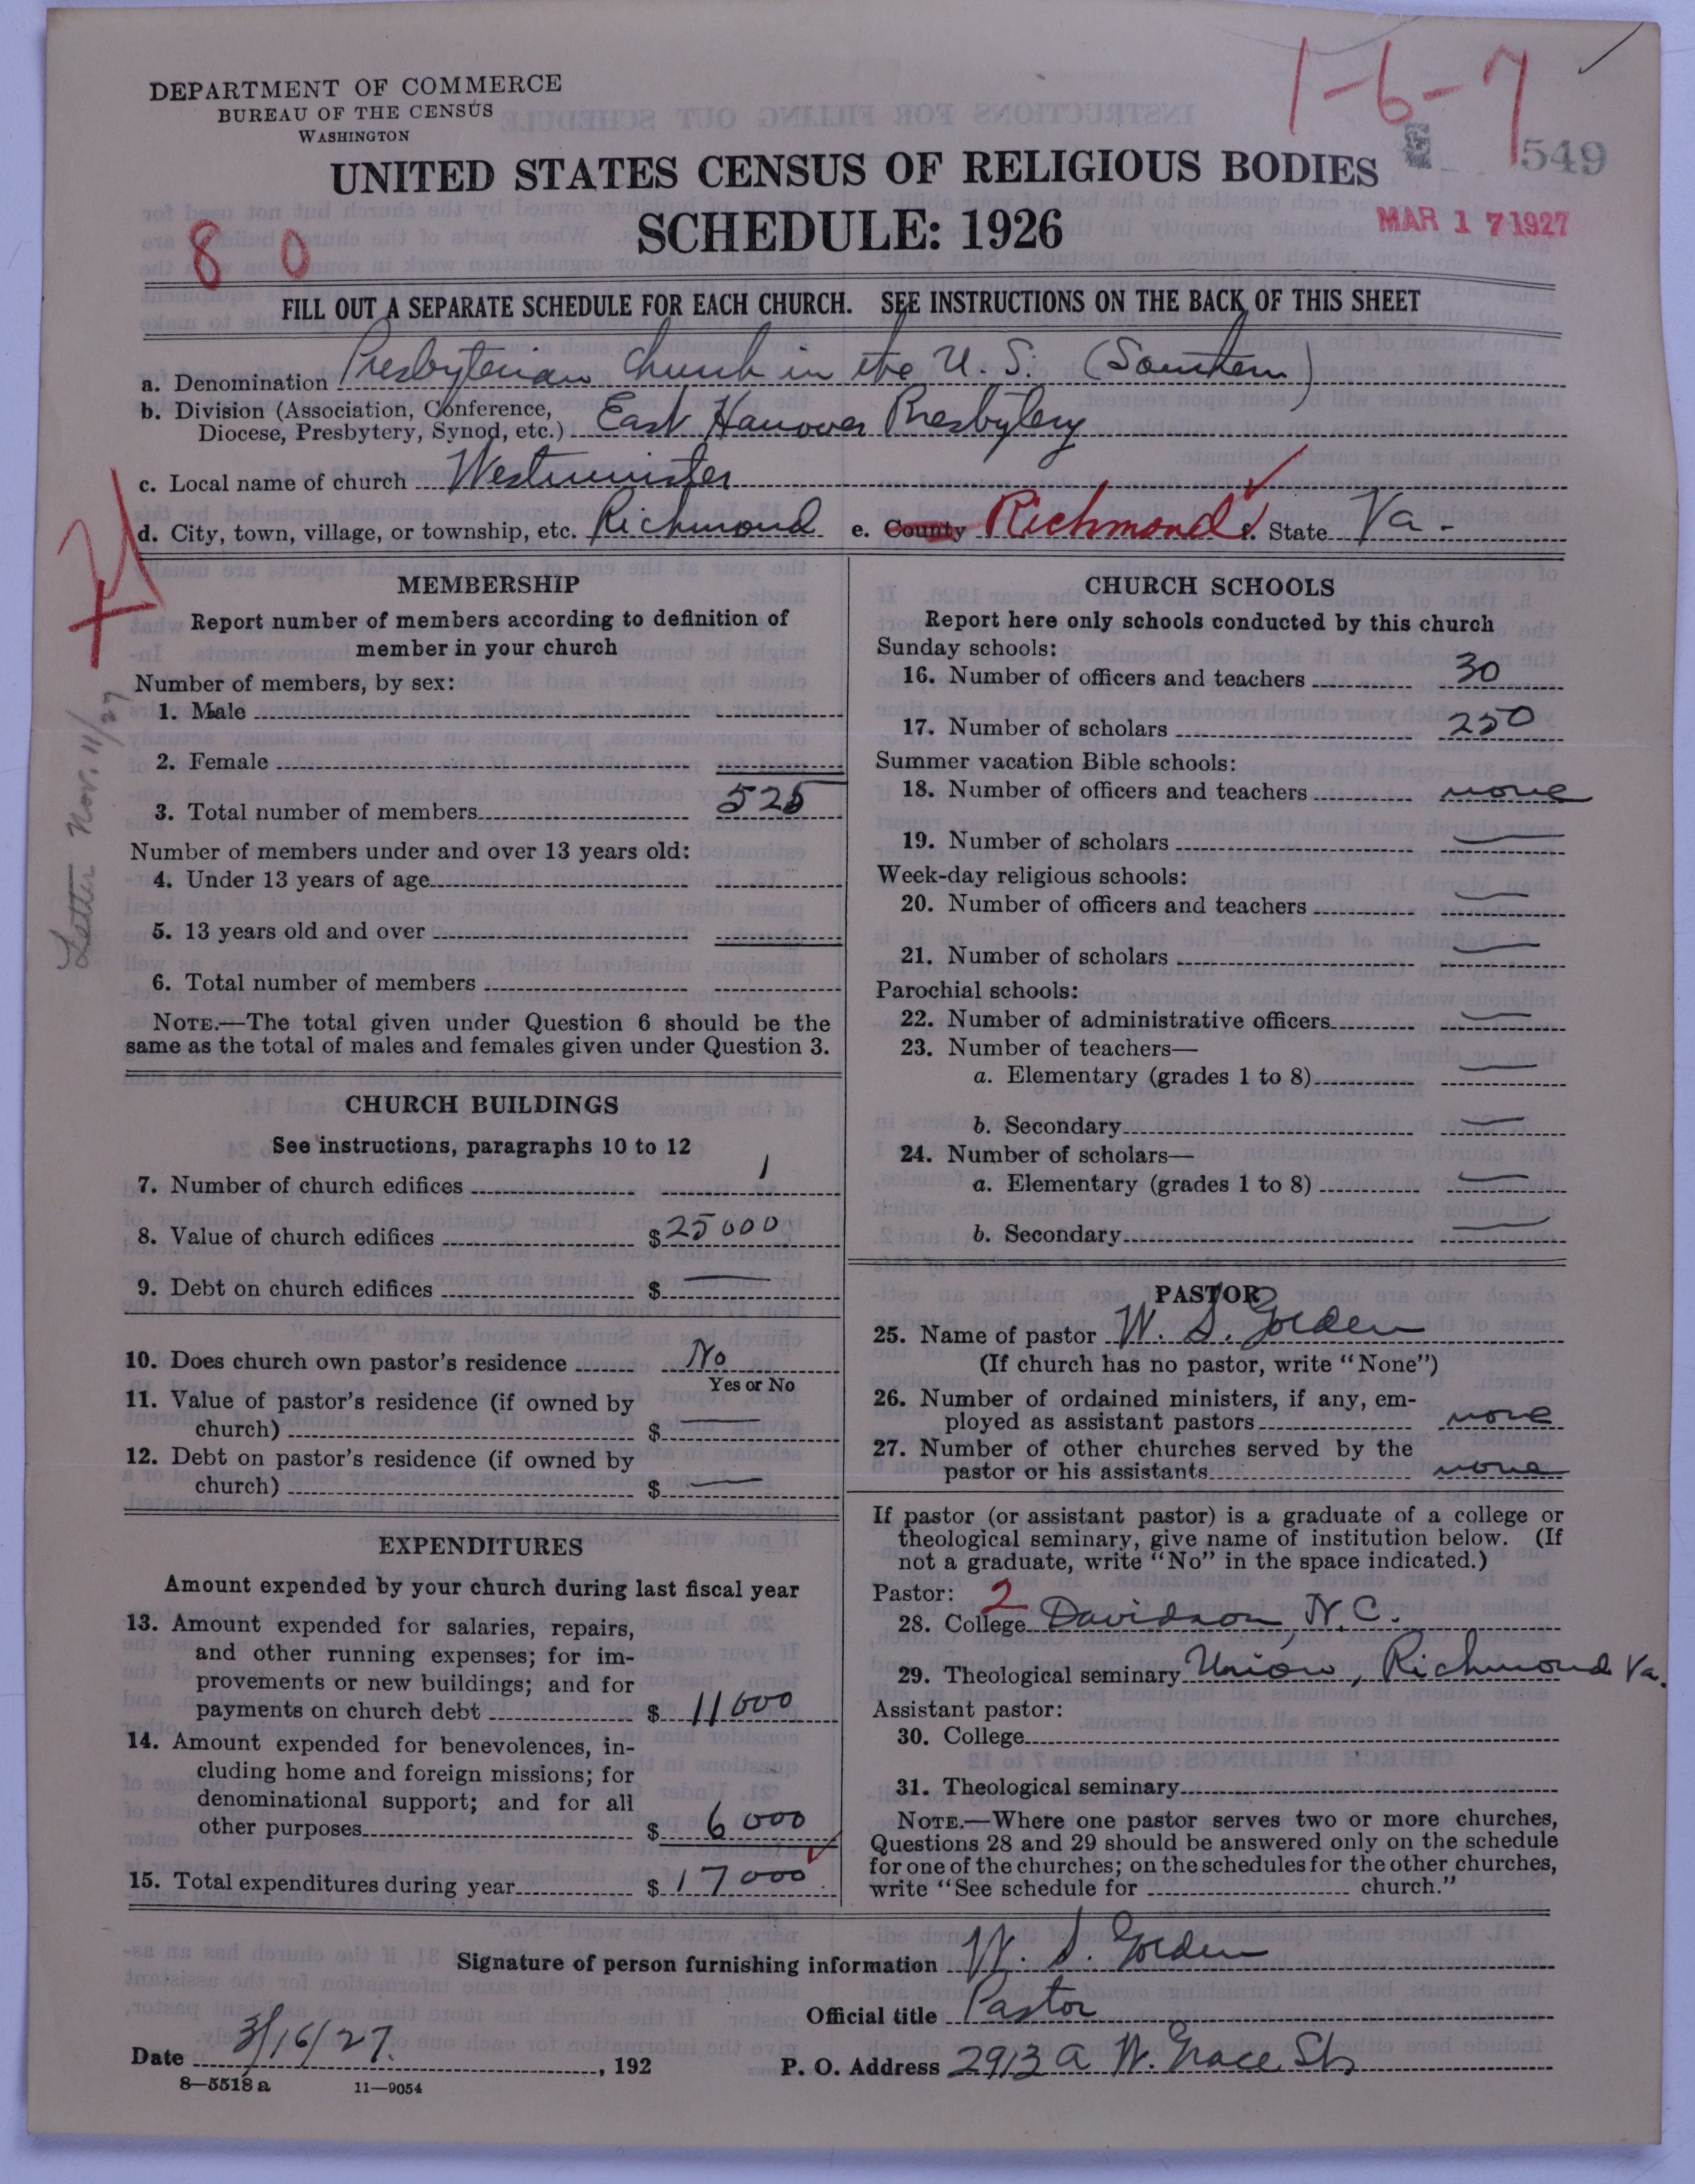 DEPARTMENT OF COMMERCE
BUREAU OF THE CENSUS
WASHINGTON
1-6-7
549
UNITED STATES CENSUS OF RELIGIOUS BODIES
SCHEDULE: 1926
MAR 17 1927
8 0
FILL OUT A SEPARATE SCHEDULE FOR EACH CHURCH. SEE INSTRUCTIONS ON THE BACK OF THIS SHEET
a. Denomination Presbyterian Church in the U. S. (Southern)
b. Division (Association, Conference,
Diocese, Presbytery, Synod, etc.) East Hanover Presbytery
c. Local name of church Westminster
d. City, town, village, or township, etc. Richmond e. County Richmond f. State Va.
Letter Nov. 11/27
MEMBERSHIP
Report number of members according to definition of
member in your church
Number of members, by sex:
1. Male
2. Female
3. Total number of members 525
Number of members under and over 13 years old:
4. Under 13 years of age
5. 13 years old and over
6. Total number of members
NOTE.—The total given under Question 6 should be the
same as the total of males and females given under Question 3.
CHURCH BUILDINGS
See instructions, paragraphs 10 to 12
7. Number of church edifices 1
8. Value of church edifices $ 25000
9. Debt on church edifices $ —
10. Does church own pastor's residence No
Yes or No
11. Value of pastor's residence (if owned by
church) $ —
12. Debt on pastor's residence (if owned by
church) $ —
EXPENDITURES
Amount expended by your church during last fiscal year
13. Amount expended for salaries, repairs,
and other running expenses; for im-
provements or new buildings; and for
payments on church debt $ 11000
14. Amount expended for benevolences, in-
cluding home and foreign missions; for
denominational support; and for all
other purposes $ 6000
15. Total expenditures during year $ 17000
CHURCH SCHOOLS
Report here only schools conducted by this church
Sunday schools:
16. Number of officers and teachers 30
17. Number of scholars 250
Summer vacation Bible schools:
18. Number of officers and teachers none
19. Number of scholars —
Week-day religious schools:
20. Number of officers and teachers —
21. Number of scholars —
Parochial schools:
22. Number of administrative officers —
23. Number of teachers—
a. Elementary (grades 1 to 8) —
b. Secondary —
24. Number of scholars—
a. Elementary (grades 1 to 8) —
b. Secondary —
PASTOR
25. Name of pastor W. S. Golden
(If church has no pastor, write "None")
26. Number of ordained ministers, if any, em-
ployed as assistant pastors none
27. Number of other churches served by the
pastor or his assistants none
If pastor (or assistant pastor) is a graduate of a college or
theological seminary, give name of institution below. (If
not a graduate, write "No" in the space indicated.)
Pastor: 2
28. College Davidson, N.C.
29. Theological seminary Union, Richmond Va.
Assistant pastor:
30. College
31. Theological seminary
NOTE.—Where one pastor serves two or more churches,
Questions 28 and 29 should be answered only on the schedule
for one of the churches; on the schedules for the other churches,
write "See schedule for church."
Signature of person furnishing information W. S. Golden
Official title Pastor
Date 3/16/27. , 192
P. O. Address 2913 a W. Grace St.
8—5518 a 11—9054